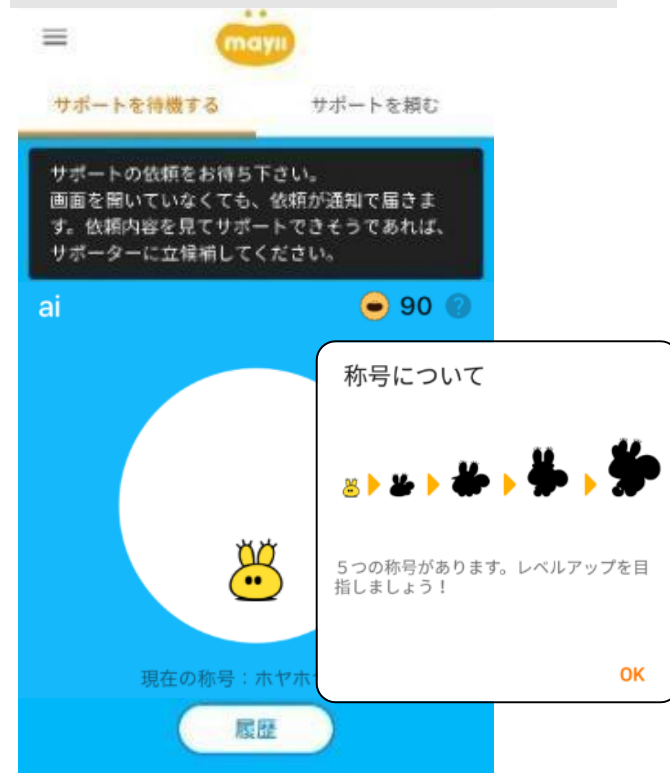 mayii
サポートを待機する
サポートを頼む
サポートの依頼をお待ち下さい。
画面を開いていなくても、依頼が通知で届きま
す。依頼内容を見てサポートできそうであれば、
サポーターに立候補してください。
ai
90 ?
称号について
5つの称号があります。レベルアップを目
指しましょう!
OK
現在の称号:ホヤホ
履歴